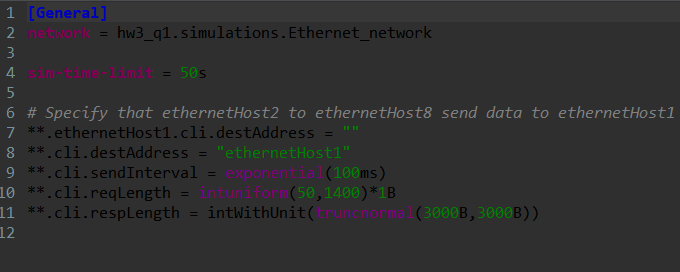 1 [General]
2 network = hw3_q1.simulations.Ethernet_network
3
4 sim-time-limit = 50s
5
6 # Specify that ethernetHost2 to ethernetHost8 send data to ethernetHost1
7 **.ethernetHost1.cli.destAddress = ""
8 **.cli.destAddress = "ethernetHost1"
9 **.cli.sendInterval = exponential(100ms)
10 **.cli.reqLength = intuniform(50,1400)*1B
11 **.cli.respLength = intWithUnit(truncnormal(3000B,3000B))
12